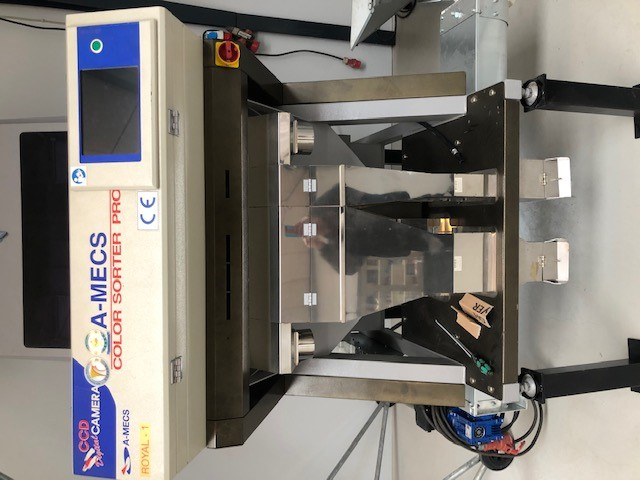 CCD
Digital CAMERA
A-MECS
COLOR SORTER PRO
CE
A-MECS
ROYAL - 1